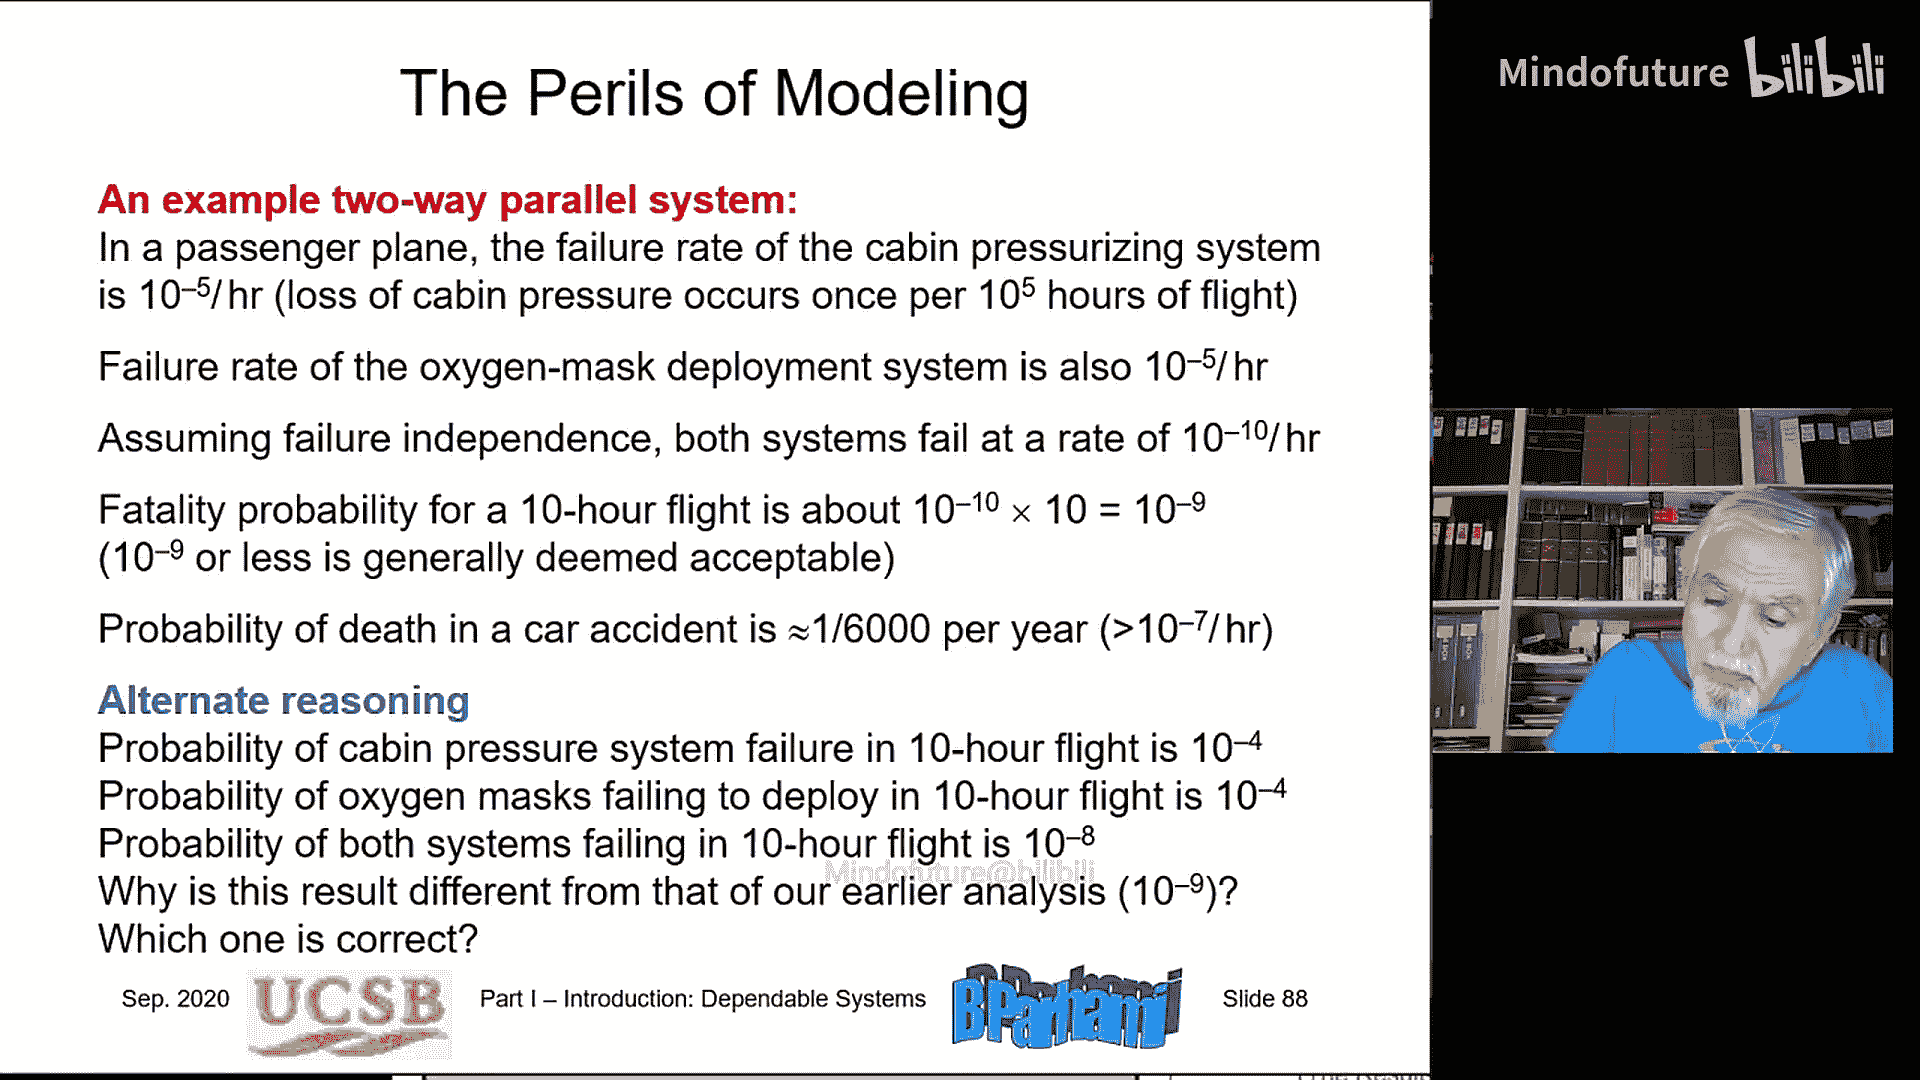 The Perils of Modeling
Mindofuture bilibili
An example two-way parallel system:
In a passenger plane, the failure rate of the cabin pressurizing system
is 10⁻⁵/hr (loss of cabin pressure occurs once per 10⁵ hours of flight)
Failure rate of the oxygen-mask deployment system is also 10⁻⁵/hr
Assuming failure independence, both systems fail at a rate of 10⁻¹⁰/hr
Fatality probability for a 10-hour flight is about 10⁻¹⁰ × 10 = 10⁻⁹
(10⁻⁹ or less is generally deemed acceptable)
Probability of death in a car accident is ≈1/6000 per year (>10⁻⁷/hr)
Alternate reasoning
Probability of cabin pressure system failure in 10-hour flight is 10⁻⁴
Probability of oxygen masks failing to deploy in 10-hour flight is 10⁻⁴
Probability of both systems failing in 10-hour flight is 10⁻⁸
Mindofuture@bilibili
Why is this result different from that of our earlier analysis (10⁻⁹)?
Which one is correct?
Sep. 2020
UCSB
Part I – Introduction: Dependable Systems
B Parhami
Slide 88